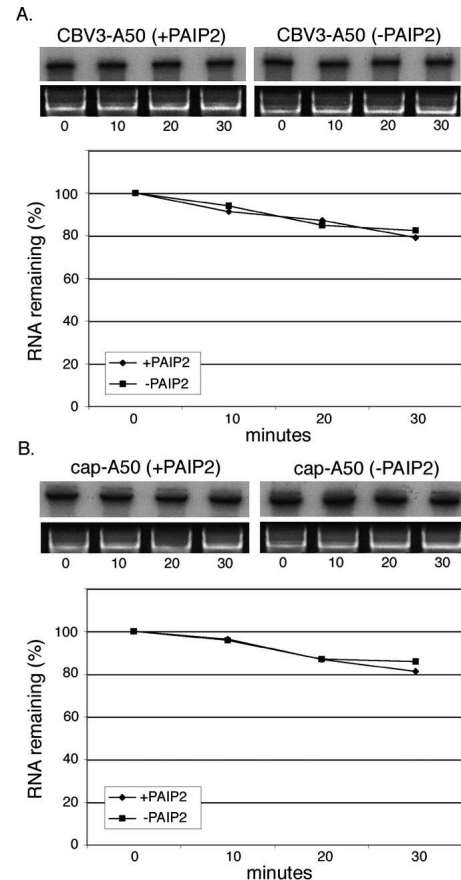 A.
CBV3-A50 (+PAIP2) CBV3-A50 (-PAIP2)
0 10 20 30 0 10 20 30
RNA remaining (%)
100
80
60
40
20
0
+PAIP2
-PAIP2
0 10 20 30
minutes
B.
cap-A50 (+PAIP2) cap-A50 (-PAIP2)
0 10 20 30 0 10 20 30
RNA remaining (%)
100
80
60
40
20
0
+PAIP2
-PAIP2
0 10 20 30
minutes